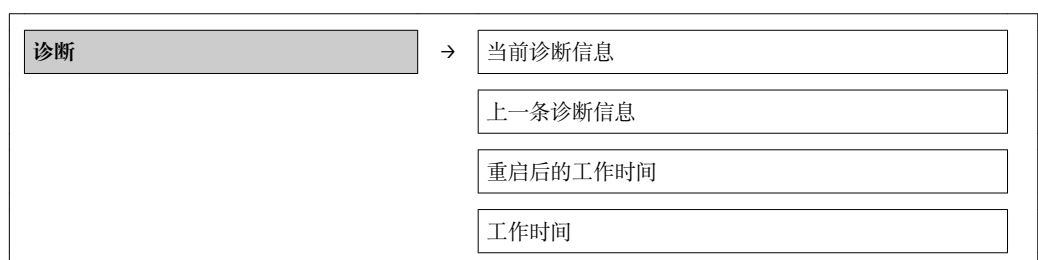 诊断 → 当前诊断信息
上一条诊断信息
重启后的工作时间
工作时间